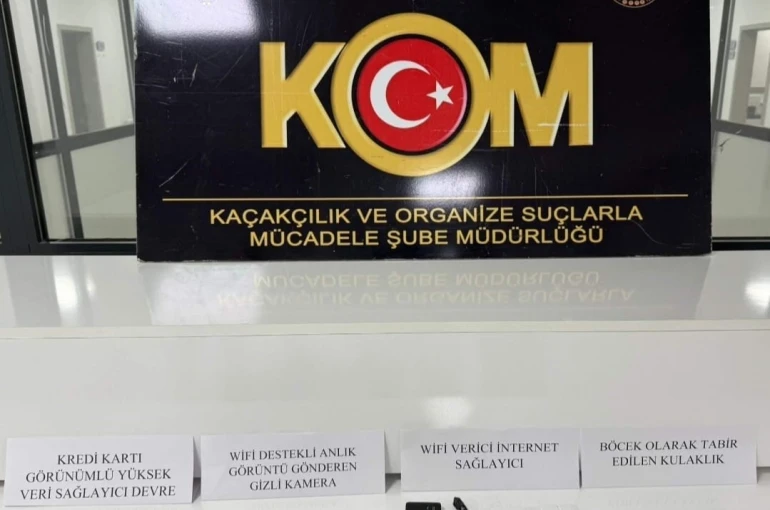 KOM
KAÇAKÇILIK VE ORGANİZE SUÇLARLA
MÜCADELE ŞUBE MÜDÜRLÜĞÜ
KREDİ KARTI
GÖRÜNÜMLÜ YÜKSEK
VERİ SAĞLAYICI DEVRE
WİFİ DESTEKLİ ANLIK
GÖRÜNTÜ GÖNDEREN
GİZLİ KAMERA
WİFİ VERİCİ İNTERNET
SAĞLAYICI
BÖCEK OLARAK TABİR
EDİLEN KULAKLIK